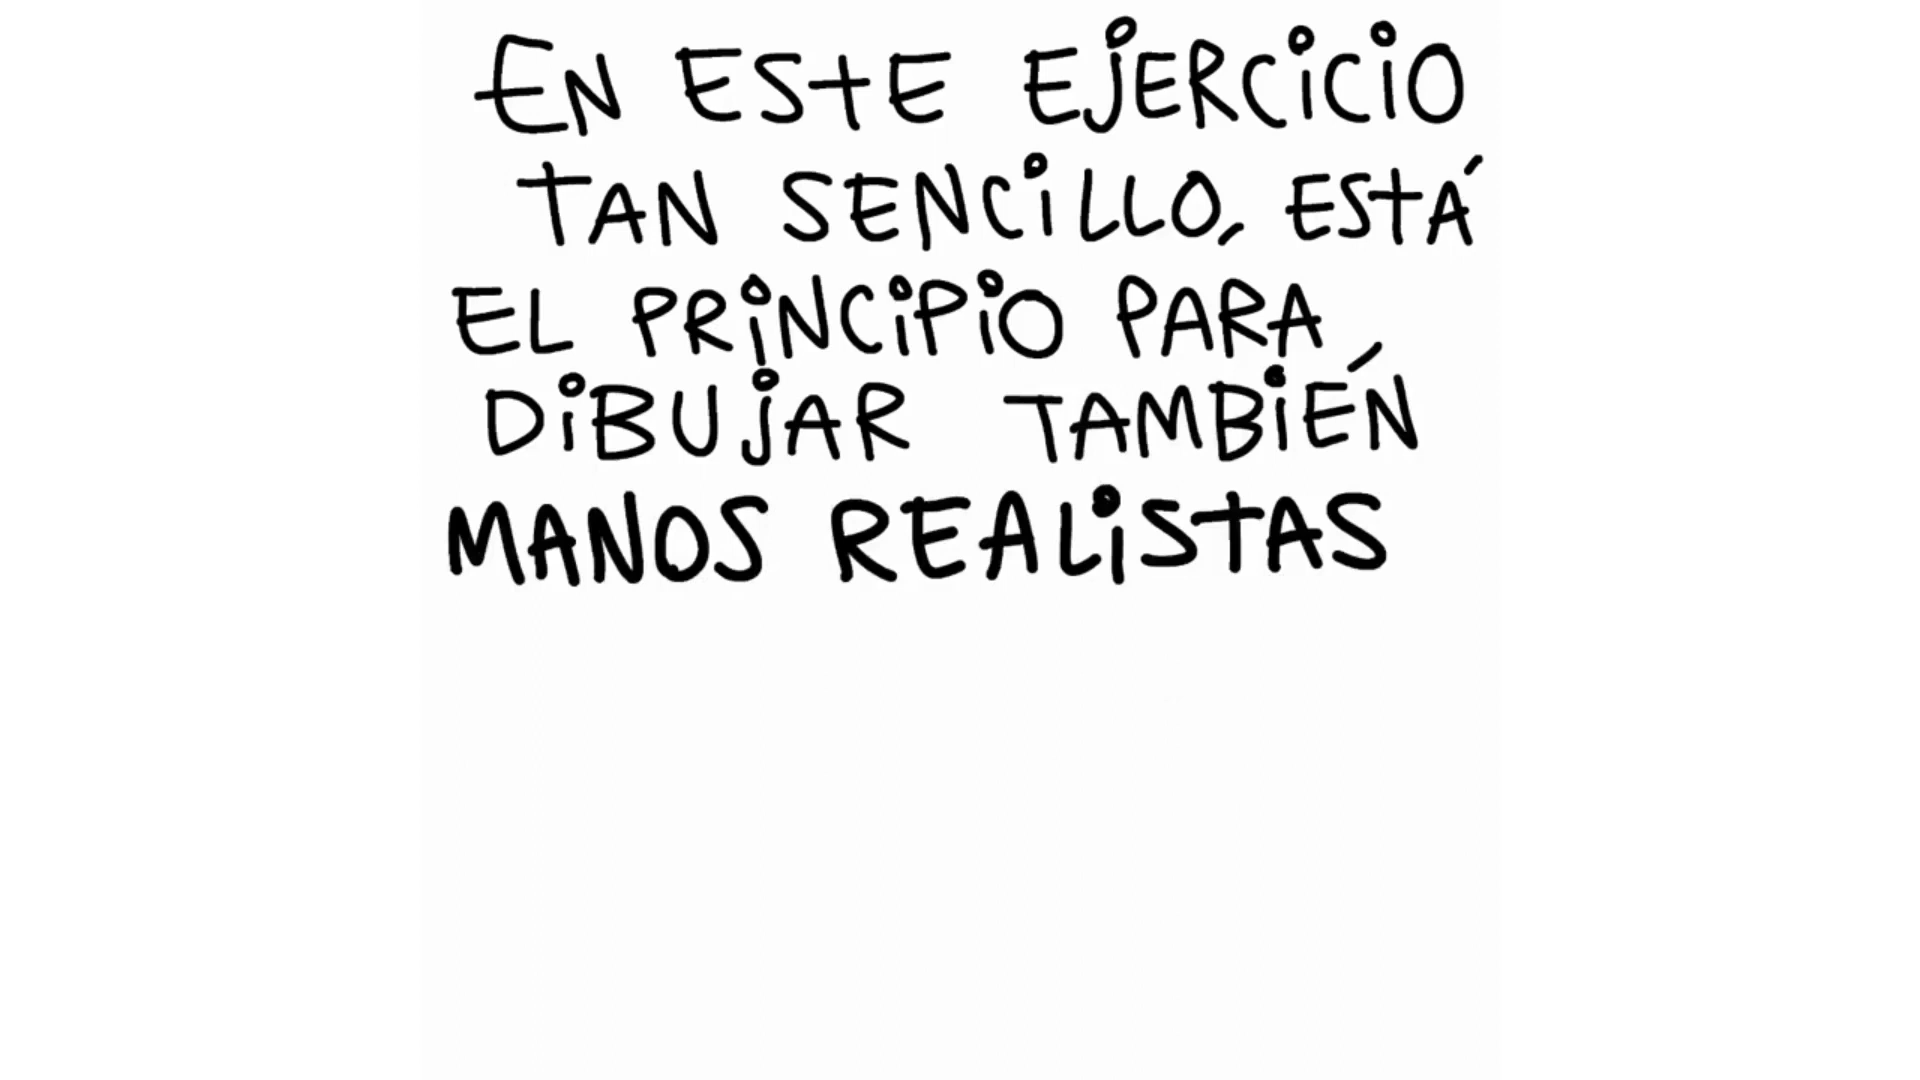 EN ESTE EJERCICIO
TAN SENCILLO, ESTÁ
EL PRINCIPIO PARA
DIBUJAR TAMBIÉN
MANOS REALISTAS